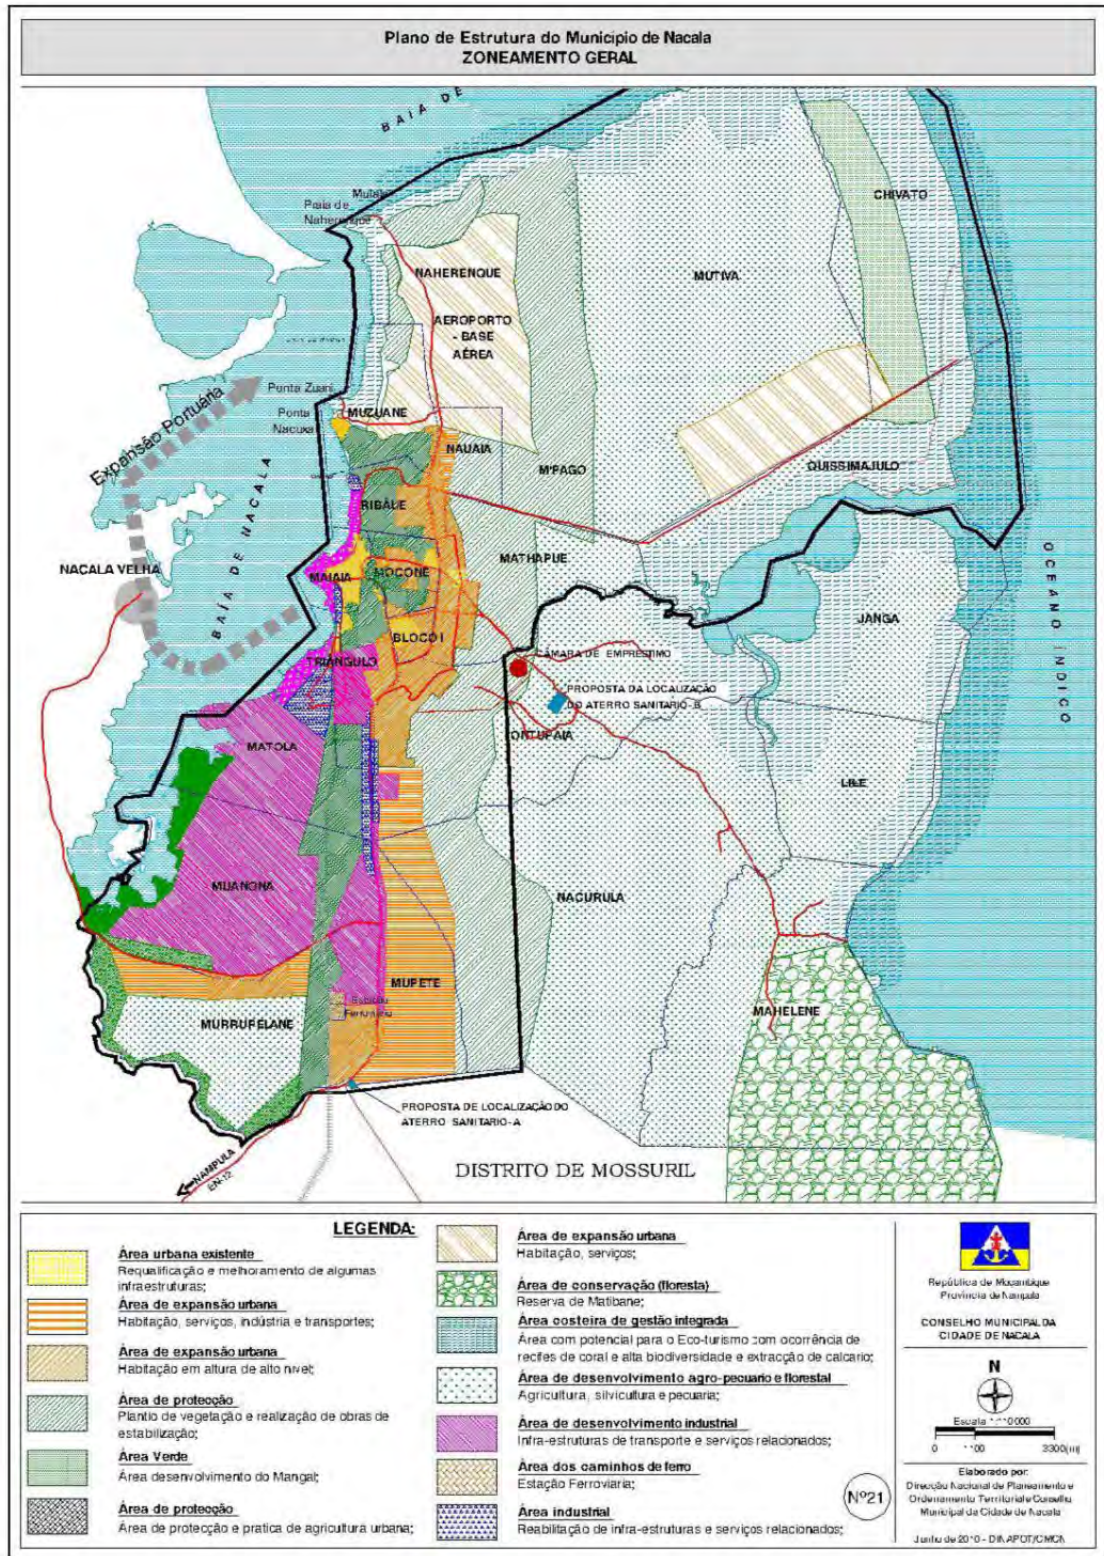 Plano de Estrutura do Município de Nacala
ZONEAMENTO GERAL
BAÍA DE
CHIVATO
Praia de
Naherenque
NAHERENQUE
MUTIVA
AEROPORTO
- BASE
AÉREA
Expansão Portuária
Ponta Zuani
Ponta
Nacuxa
MUZUANE
NAUAIA
M'PAGO
QUISSIMAJULO
RIBÁUE
BAÍA DE NACALA
NACALA VELHA
MATHAPUE
MAIAIA
MOCONE
OCEANO ÍNDICO
JANGA
BLOCO I
CÂMARA DE EMPRÉSTIMO
TRIÂNGULO
PROPOSTA DA LOCALIZAÇÃO
DO ATERRO SANITARIO-B
ONTUPAIA
MATOLA
LILE
MUANONA
NACURULA
MUPETE
MAHELENE
Estação
Ferroviária
MURRUPELANE
PROPOSTA DE LOCALIZAÇÃO DO
ATERRO SANITARIO-A
NAMPULA
EN-12
DISTRITO DE MOSSURIL
LEGENDA:
Área urbana existente
Requalificação e melhoramento de algumas
infraestruturas;
Área de expansão urbana
Habitação, serviços, indústria e transportes;
Área de expansão urbana
Habitação em altura de alto nivel;
Área de protecção
Plantio de vegetação e realização de obras de
estabilização;
Área Verde
Área desenvolvimento do Mangal;
Área de protecção
Área de protecção e pratica de agricultura urbana;
Área de expansão urbana
Habitação, serviços;
Área de conservação (floresta)
Reserva de Matibane;
Área costeira de gestão integrada
Área com potencial para o Eco-turismo com ocorrência de
recifes de coral e alta biodiversidade e extracção de calcario;
Área de desenvolvimento agro-pecuario e florestal
Agricultura, silvicultura e pecuaria;
Área de desenvolvimento industrial
Infra-estruturas de transporte e serviços relacionados;
Área dos caminhos de ferro
Estação Ferroviaria;
Área industrial
Reabilitação de infra-estruturas e serviços relacionados;
Nº21
República de Moçambique
Província de Nampula
CONSELHO MUNICIPAL DA
CIDADE DE NACALA
N
Escala
0 1100 3300(m)
Elaborado por:
Direcção Nacional de Planeamento e
Ordenamento Territorial e Conselho
Municipal da Cidade de Nacala
Junho de 2010 - DINAPOT/CMCN